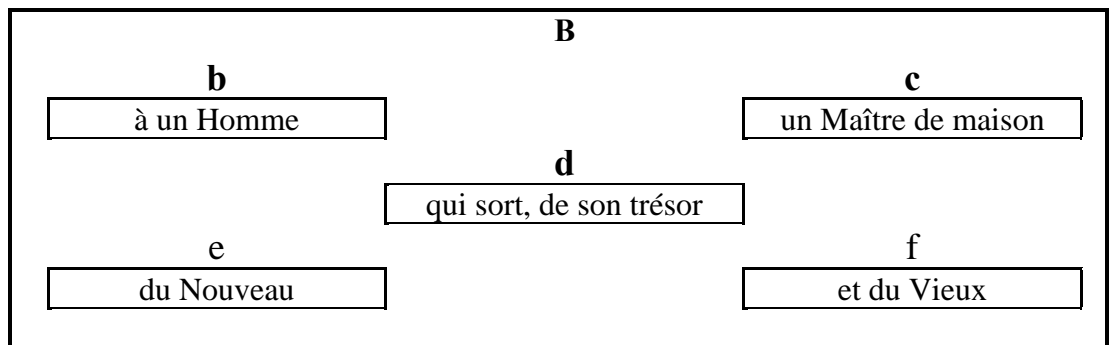 B
b c
à un Homme un Maître de maison
d
qui sort, de son trésor
e f
du Nouveau et du Vieux